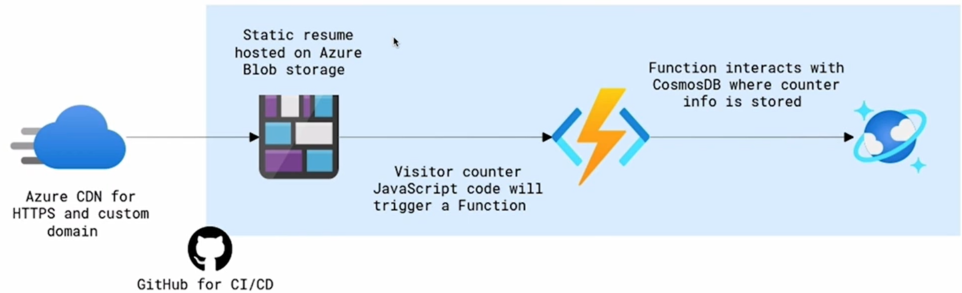 Static resume
hosted on Azure
Blob storage
Function interacts with
CosmosDB where counter
info is stored
Visitor counter
JavaScript code will
trigger a Function
Azure CDN for
HTTPS and custom
domain
GitHub for CI/CD